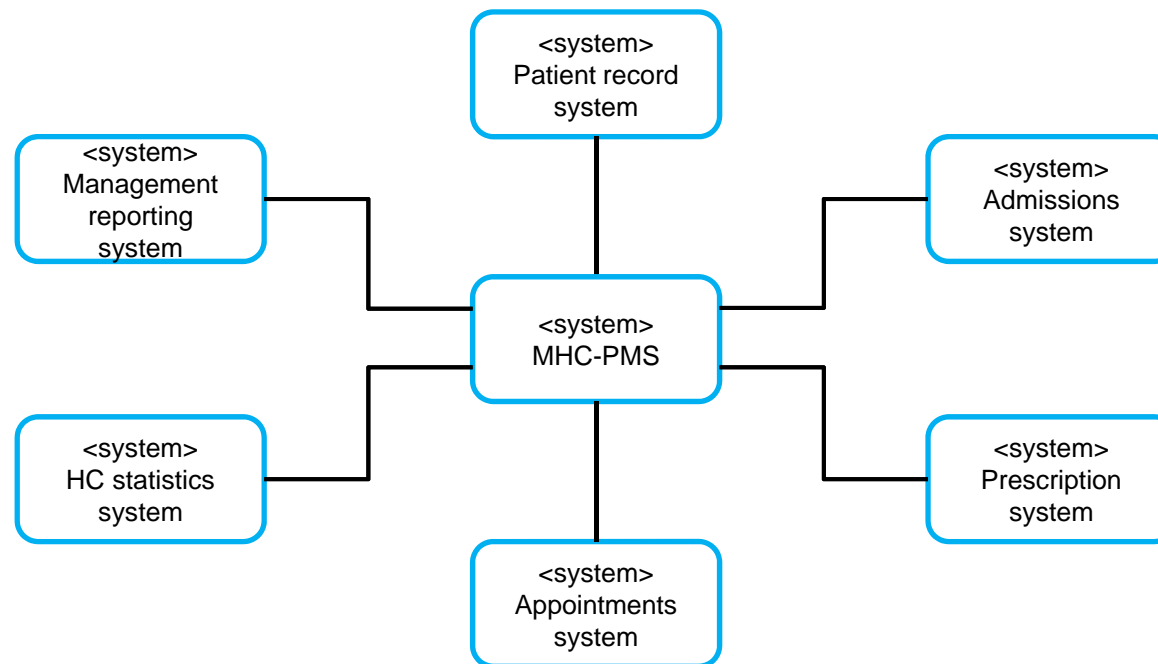 <system>
Patient record
system
<system>
Management
reporting
system
<system>
Admissions
system
<system>
MHC-PMS
<system>
HC statistics
system
<system>
Prescription
system
<system>
Appointments
system